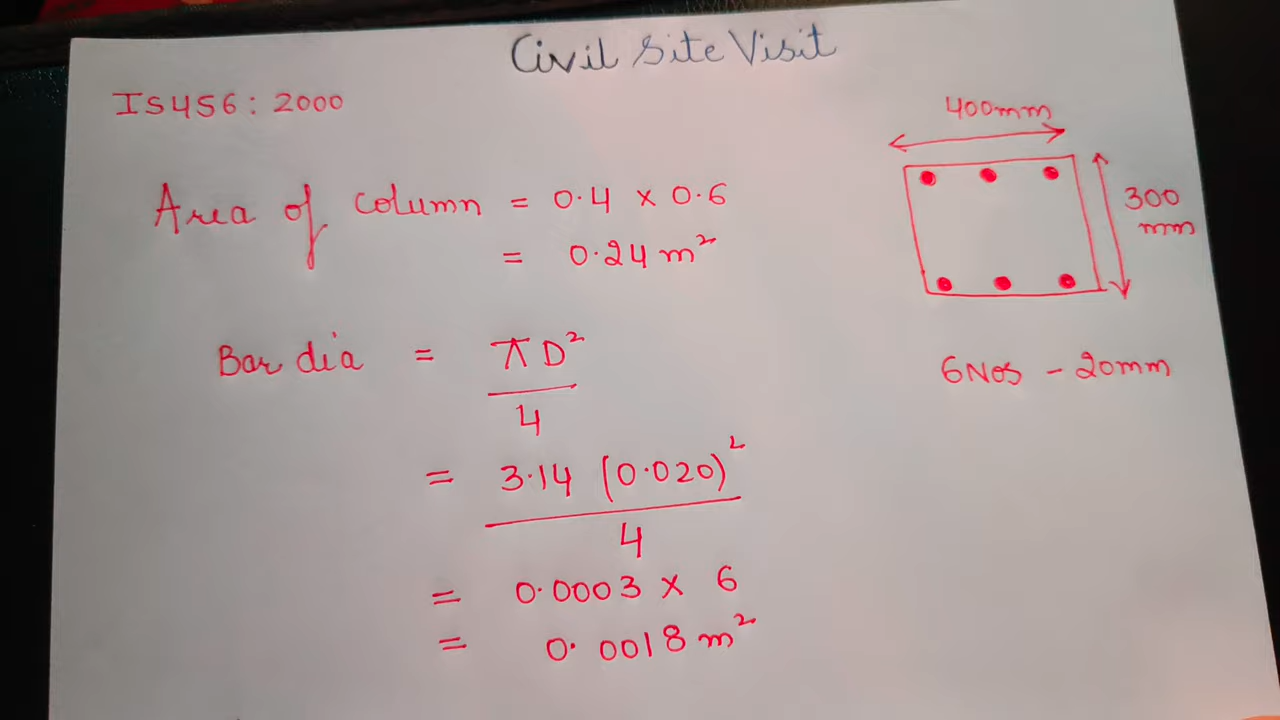 Civil Site Visit
IS456: 2000
400mm
300
mm
Area of column = 0.4 x 0.6
= 0.24 m²
Bar dia = πD²
4
6Nos - 20mm
= 3.14 (0.020)²
4
= 0.0003 x 6
= 0.0018 m²